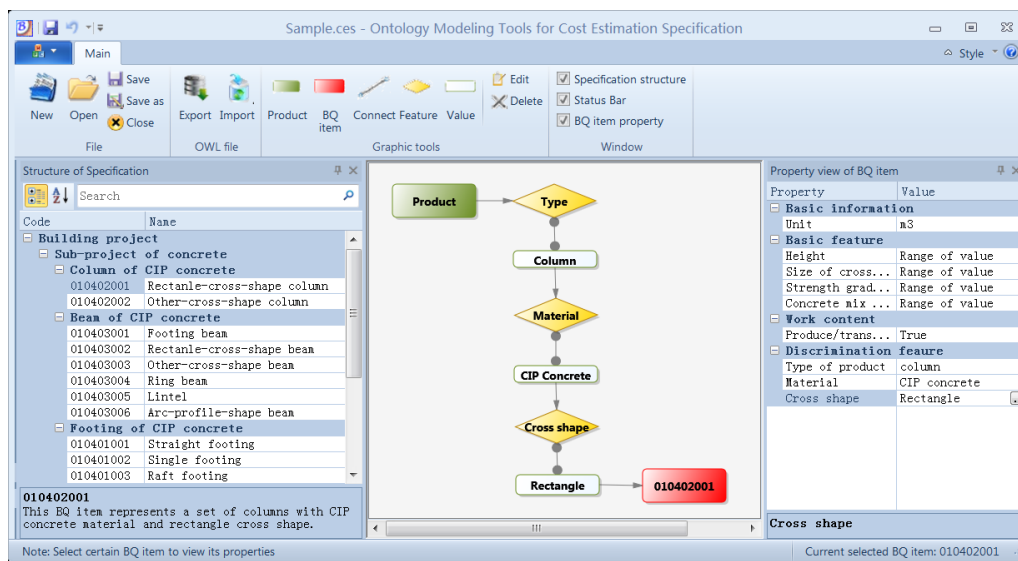 Sample.ces - Ontology Modeling Tools for Cost Estimation Specification
Main
Style
New
Open
Save
Save as
Close
File
Export
Import
OWL file
Product
BQ item
Connect
Feature
Value
Graphic tools
Edit
Delete
Specification structure
Status Bar
BQ item property
Window
Structure of Specification
Search
Code Name
Building project
Sub-project of concrete
Column of CIP concrete
010402001 Rectanle-cross-shape column
010402002 Other-cross-shape column
Beam of CIP concrete
010403001 Footing beam
010403002 Rectanle-cross-shape beam
010403003 Other-cross-shape beam
010403004 Ring beam
010403005 Lintel
010403006 Arc-profile-shape beam
Footing of CIP concrete
010401001 Straight footing
010401002 Single footing
010401003 Raft footing
010402001
This BQ item represents a set of columns with CIP
concrete material and rectangle cross shape.
Product
Type
Column
Material
CIP Concrete
Cross shape
Rectangle
010402001
Property view of BQ item
Property Value
Basic information
Unit m3
Basic feature
Height Range of value
Size of cross... Range of value
Strength grad... Range of value
Concrete mix ... Range of value
Work content
Produce/trans... True
Discrimination feaure
Type of product column
Material CIP concrete
Cross shape Rectangle
Cross shape
Note: Select certain BQ item to view its properties
Current selected BQ item: 010402001